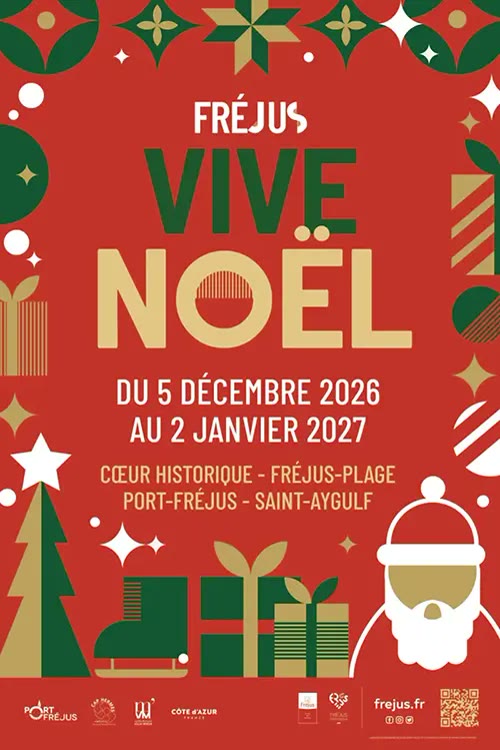 FRÉJUS
VIVE
NOËL
DU 5 DÉCEMBRE 2026
AU 2 JANVIER 2027
CŒUR HISTORIQUE - FRÉJUS-PLAGE
PORT-FRÉJUS - SAINT-AYGULF
PORT
FRÉJUS
CÔTE D'AZUR
FRANCE
frejus.fr